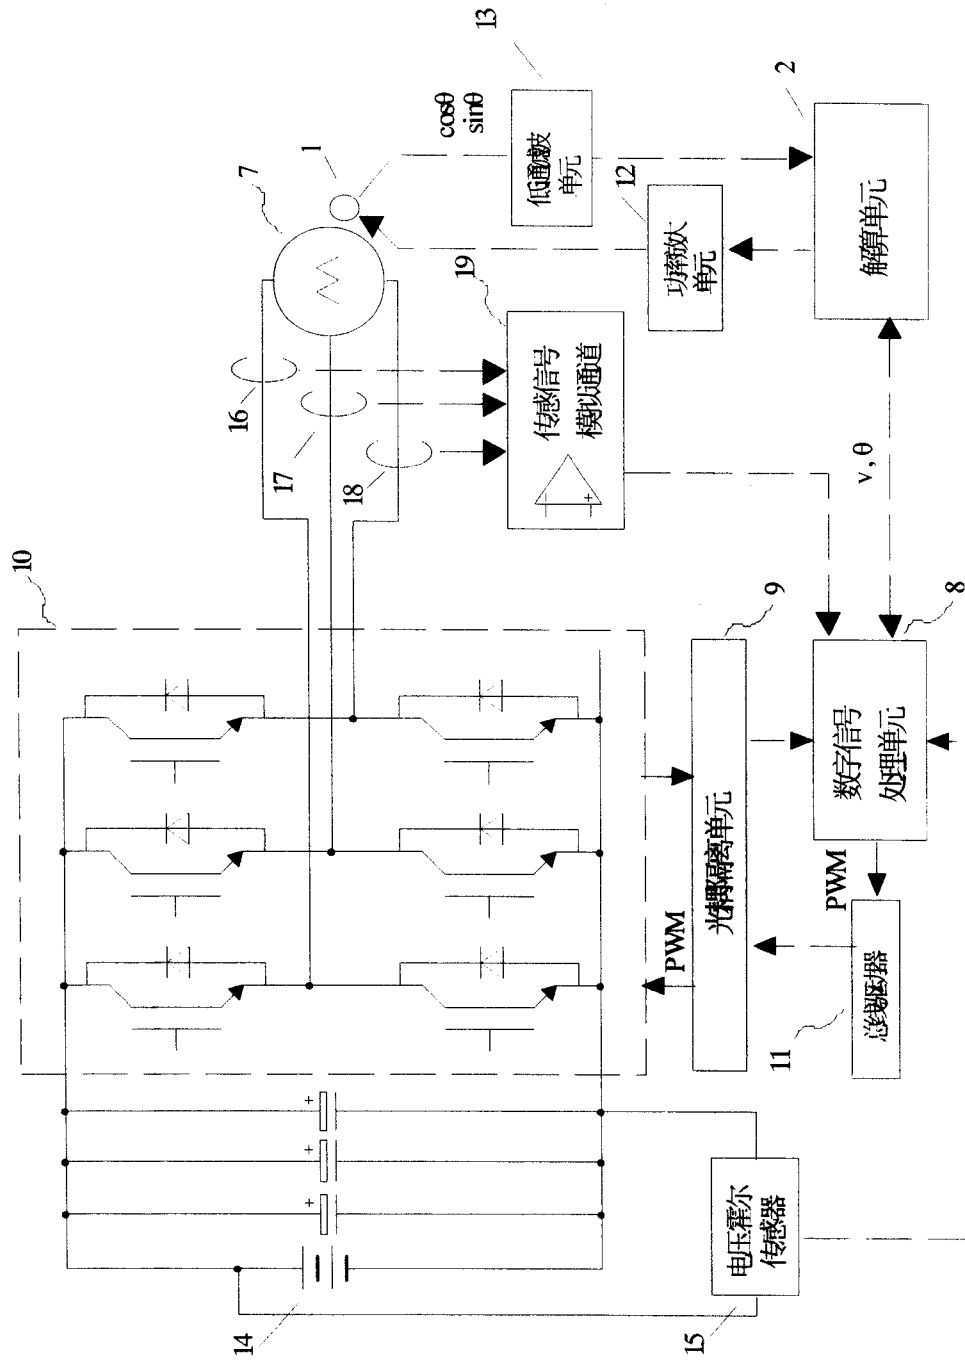 13
cosθ
sinθ
低通滤波
单元
2
1
7
12
功率放大
单元
解算单元
19
传感信号
模拟通道
16
17
18
v, θ
10
9
8
光耦隔离单元
数字信号
处理单元
PWM
PWM
总线驱动器
11
电压霍尔
传感器
14
15
+
+
+
-
+